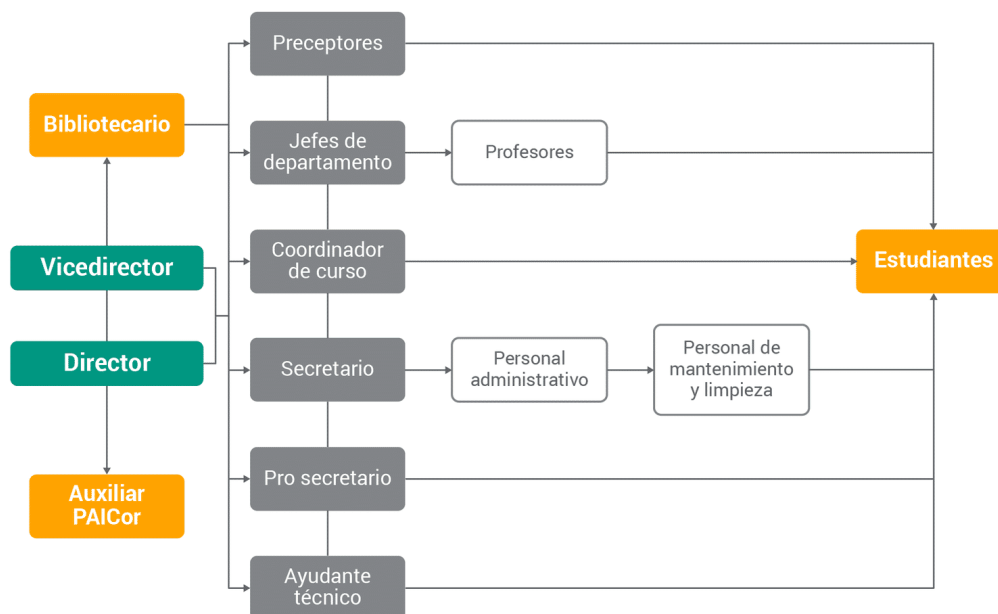 Preceptores
Bibliotecario
Jefes de
departamento
Profesores
Vicedirector
Coordinador
de curso
Estudiantes
Director
Secretario
Personal
administrativo
Personal de
mantenimiento
y limpieza
Auxiliar
PAICor
Pro secretario
Ayudante
técnico